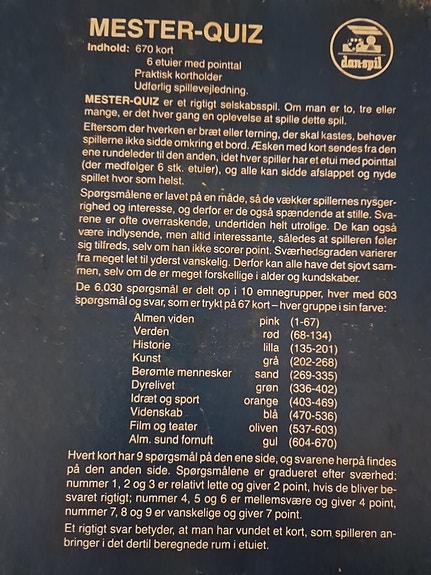 MESTER-QUIZ
dan-spil
Indhold: 670 kort
6 etuier med pointtal
Praktisk kortholder
Udførlig spillevejledning.
MESTER-QUIZ er et rigtigt selskabsspil. Om man er to, tre eller
mange, er det hver gang en oplevelse at spille dette spil.
Eftersom der hverken er bræt eller terning, der skal kastes, behøver
spillerne ikke sidde omkring et bord. Æsken med kort sendes fra den
ene rundeleder til den anden, idet hver spiller har et etui med pointtal
(der medfølger 6 stk. etuier), og alle kan sidde afslappet og nyde
spillet hvor som helst.
Spørgsmålene er lavet på en måde, så de vækker spillernes nysger-
righed og interesse, og derfor er de også spændende at stille. Sva-
rene er ofte overraskende, undertiden helt utrolige. De kan også
være indlysende, men altid interessante, således at spilleren føler
sig tilfreds, selv om han ikke scorer point. Sværhedsgraden varierer
fra meget let til yderst vanskelig. Derfor kan alle have det sjovt sam-
men, selv om de er meget forskellige i alder og kundskaber.
De 6.030 spørgsmål er delt op i 10 emnegrupper, hver med 603
spørgsmål og svar, som er trykt på 67 kort – hver gruppe i sin farve:
Almen viden pink (1-67)
Verden rød (68-134)
Historie lilla (135-201)
Kunst grå (202-268)
Berømte mennesker sand (269-335)
Dyrelivet grøn (336-402)
Idræt og sport orange (403-469)
Videnskab blå (470-536)
Film og teater oliven (537-603)
Alm. sund fornuft gul (604-670)
Hvert kort har 9 spørgsmål på den ene side, og svarene herpå findes
på den anden side. Spørgsmålene er gradueret efter sværhed:
nummer 1, 2 og 3 er relativt lette og giver 2 point, hvis de bliver be-
svaret rigtigt; nummer 4, 5 og 6 er mellemsvære og giver 4 point,
nummer 7, 8 og 9 er vanskelige og giver 7 point.
Et rigtigt svar betyder, at man har vundet et kort, som spilleren an-
bringer i det dertil beregnede rum i etuiet.